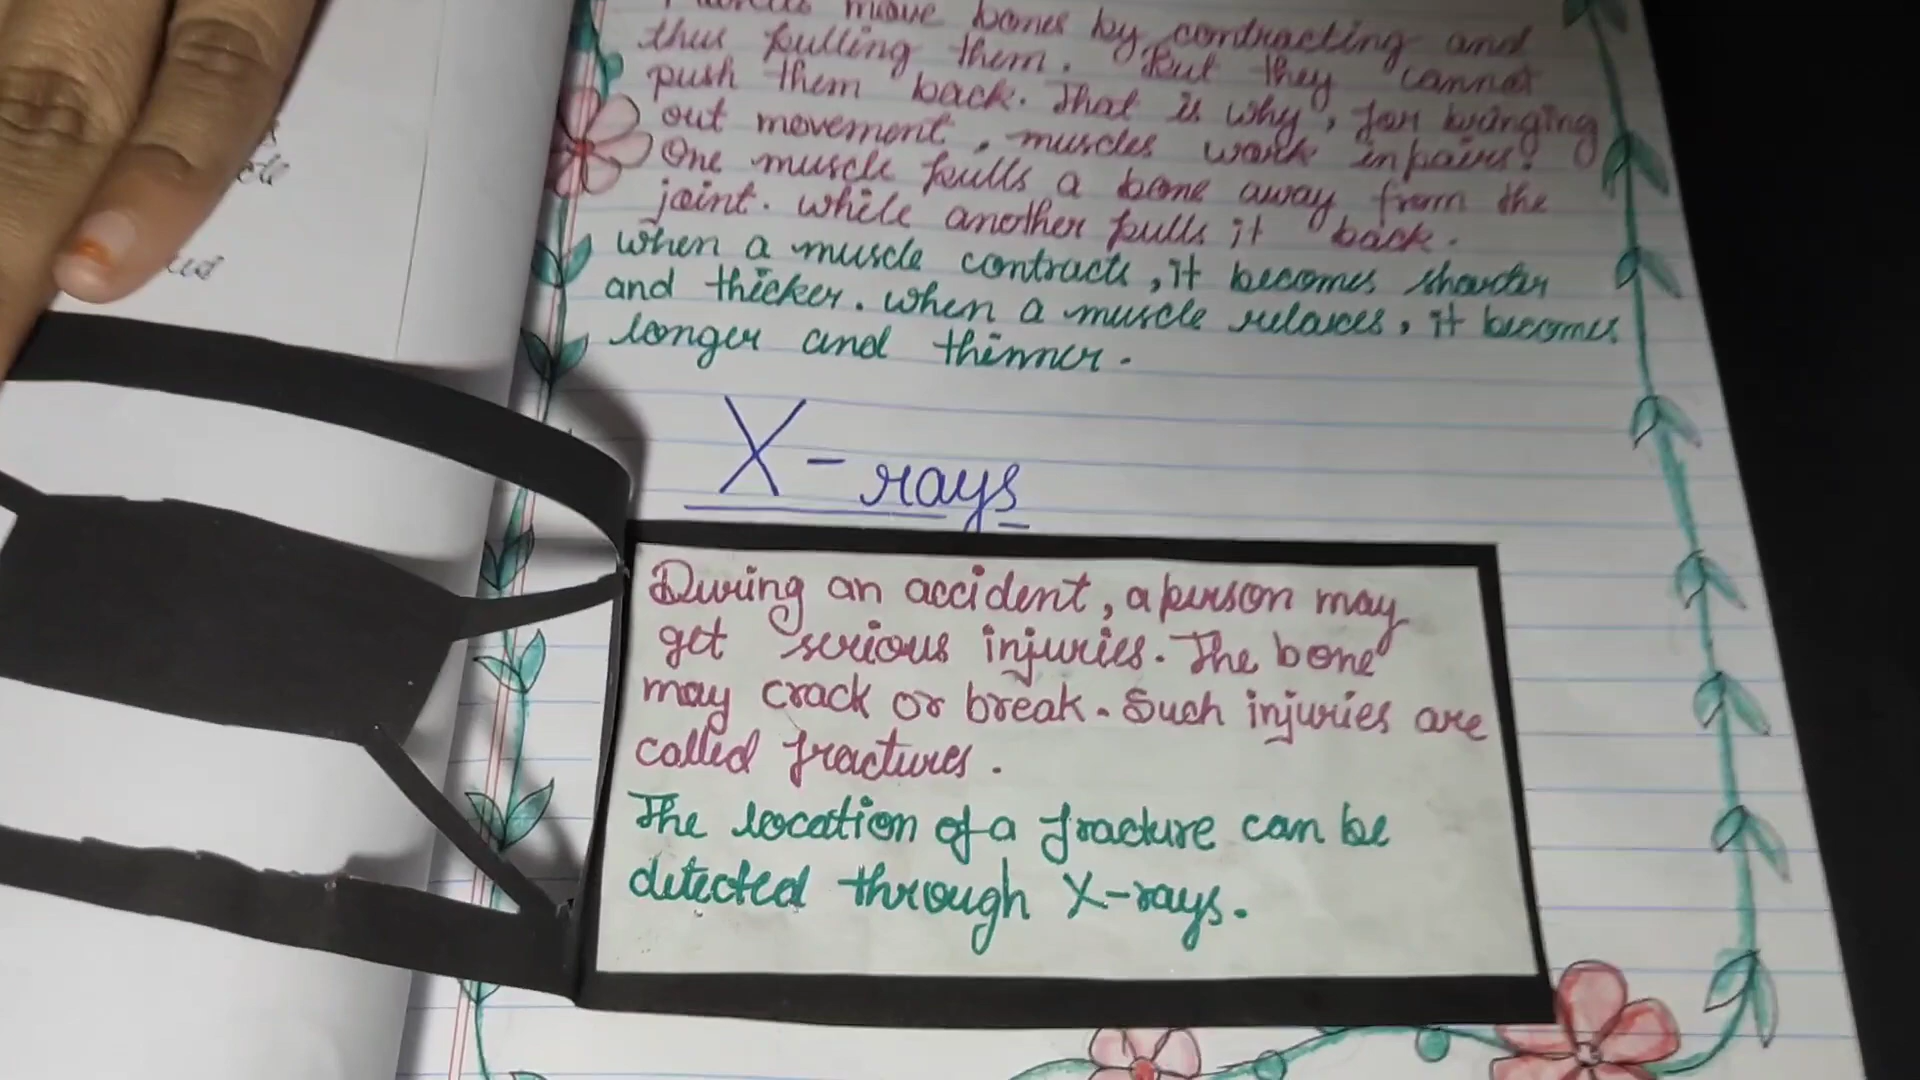 move bones by contracting and
thus pulling them. But they cannot
push them back. That is why, for bringing
out movement, muscles work in pairs.
One muscle pulls a bone away from the
joint. while another pulls it back.
when a muscle contracts, it becomes shorter
and thicker. when a muscle relaxes, it becomes
longer and thinner.
X-rays
During an accident, a person may
get serious injuries. The bone
may crack or break. Such injuries are
called fractures.
The location of a fracture can be
detected through X-rays.